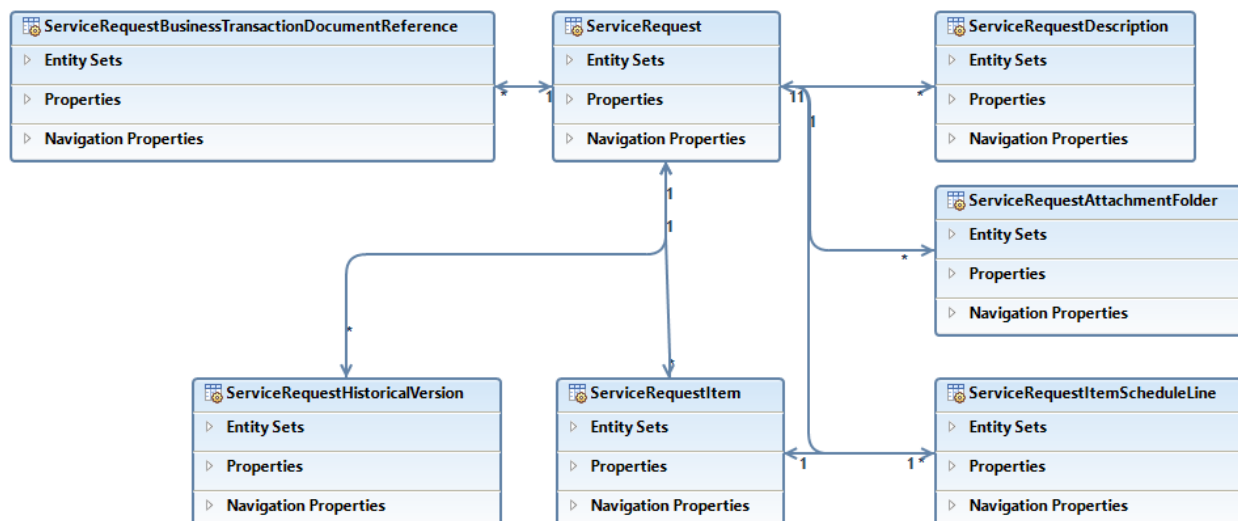 ServiceRequestBusinessTransactionDocumentReference
Entity Sets
Properties
Navigation Properties
ServiceRequest
Entity Sets
Properties
Navigation Properties
ServiceRequestDescription
Entity Sets
Properties
Navigation Properties
* 1
11 *
1
ServiceRequestAttachmentFolder
Entity Sets
Properties
Navigation Properties
*
1
1
*
*
ServiceRequestHistoricalVersion
Entity Sets
Properties
Navigation Properties
ServiceRequestItem
Entity Sets
Properties
Navigation Properties
1 1 *
ServiceRequestItemScheduleLine
Entity Sets
Properties
Navigation Properties